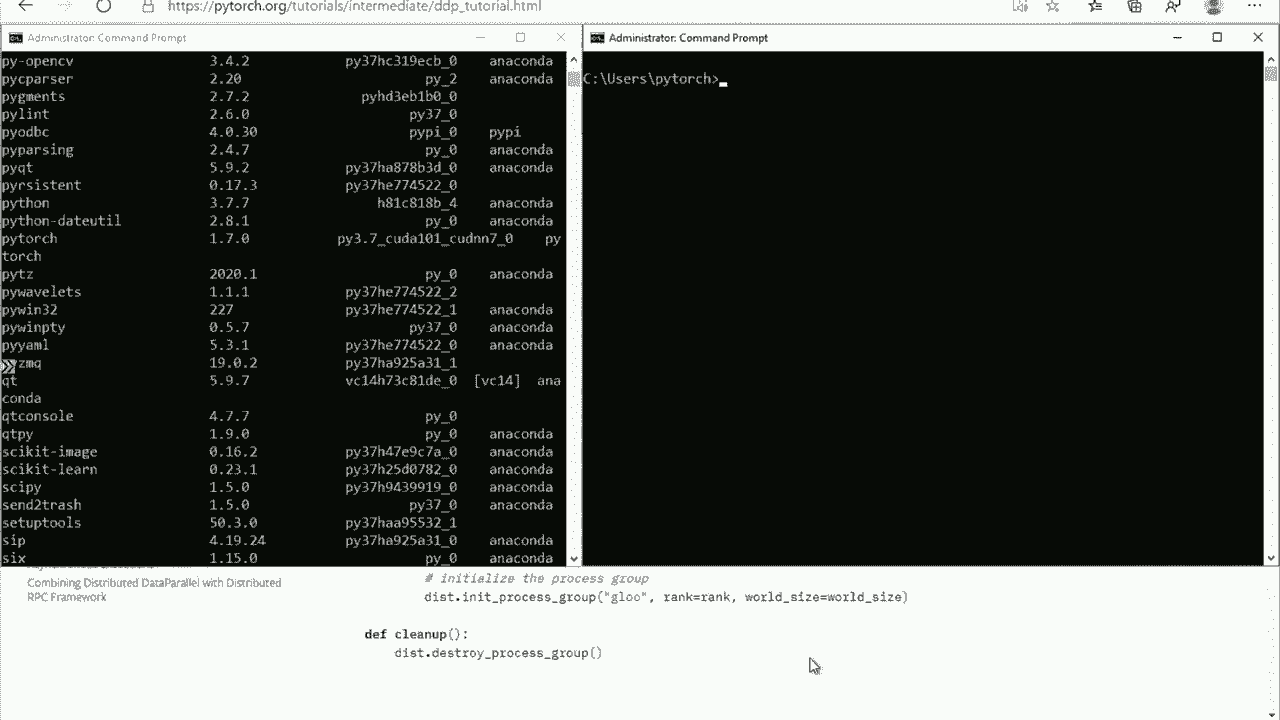 https://pytorch.org/tutorials/intermediate/ddp_tutorial.html
Administrator: Command Prompt
py-opencv 3.4.2 py37hc319ecb_0 anaconda
pycparser 2.20 py_2 anaconda
pygments 2.7.2 pyhd3eb1b0_0
pylint 2.6.0 py37_0
pyodbc 4.0.30 pypi_0 pypi
pyparsing 2.4.7 py_0 anaconda
pyqt 5.9.2 py37ha878b3d_0 anaconda
pyrsistent 0.17.3 py37he774522_0
python 3.7.7 h81c818b_4 anaconda
python-dateutil 2.8.1 py_0 anaconda
pytorch 1.7.0 py3.7_cuda101_cudnn7_0 py
torch
pytz 2020.1 py_0 anaconda
pywavelets 1.1.1 py37he774522_2
pywin32 227 py37he774522_1 anaconda
pywinpty 0.5.7 py37_0 anaconda
pyyaml 5.3.1 py37he774522_0 anaconda
zmq 19.0.2 py37ha925a31_1
qt 5.9.7 vc14h73c81de_0 [vc14] ana
conda
qtconsole 4.7.7 py_0
qtpy 1.9.0 py_0 anaconda
scikit-image 0.16.2 py37h47e9c7a_0 anaconda
scikit-learn 0.23.1 py37h25d0782_0 anaconda
scipy 1.5.0 py37h9439919_0 anaconda
send2trash 1.5.0 py37_0 anaconda
setuptools 50.3.0 py37haa95532_1
sip 4.19.24 py37ha925a31_0 anaconda
six 1.15.0 py_0 anaconda
Administrator: Command Prompt
C:\Users\pytorch>
Combining Distributed DataParallel with Distributed
RPC Framework
# initialize the process group
dist.init_process_group("gloo", rank=rank, world_size=world_size)
def cleanup():
dist.destroy_process_group()